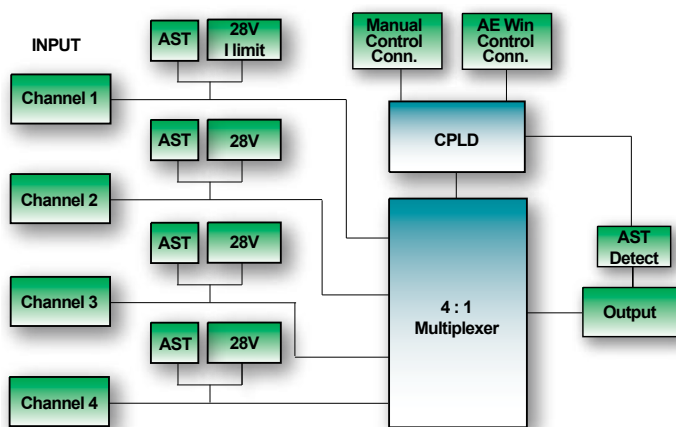 INPUT
AST
28V
I limit
Manual
Control
Conn.
AE Win
Control
Conn.
Channel 1
AST
28V
CPLD
Channel 2
AST
28V
AST
Detect
Channel 3
4 : 1
Multiplexer
Output
AST
28V
Channel 4